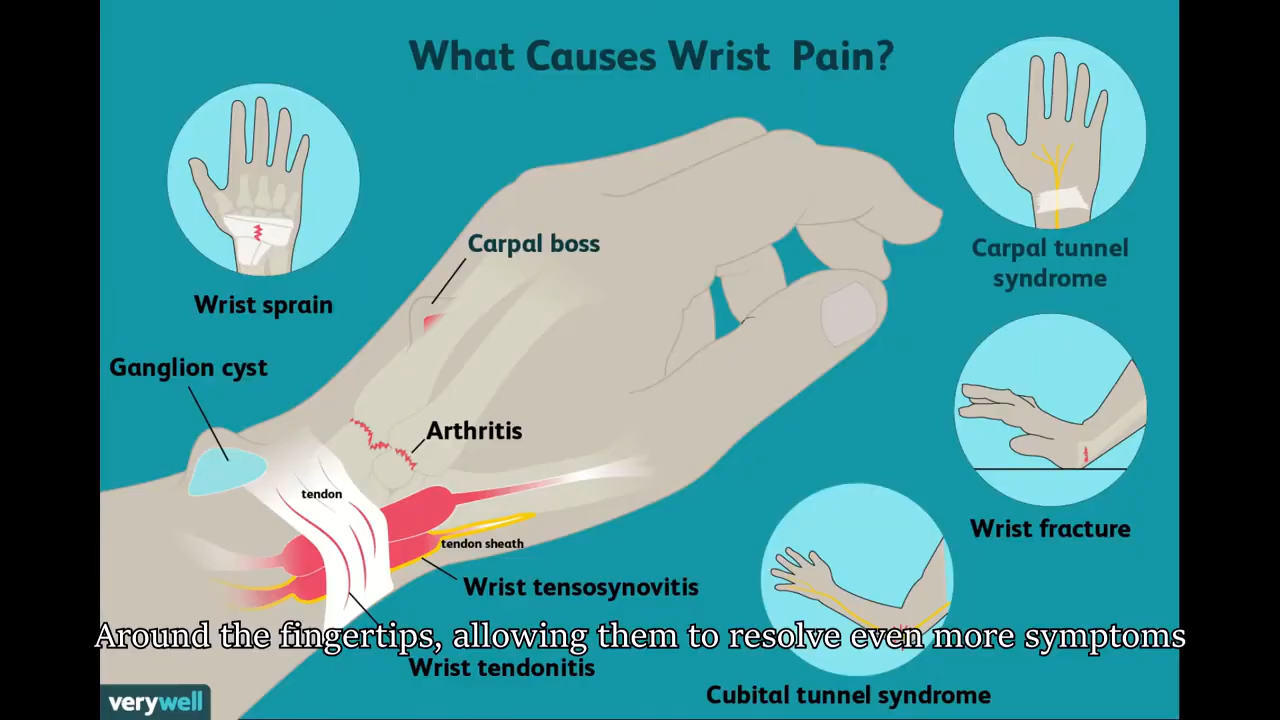 What Causes Wrist Pain?
Wrist sprain
Carpal boss
Carpal tunnel
syndrome
Ganglion cyst
Arthritis
tendon
tendon sheath
Wrist fracture
Wrist tensosynovitis
Around the fingertips, allowing them to resolve even more symptoms
Wrist tendonitis
Cubital tunnel syndrome
verywell